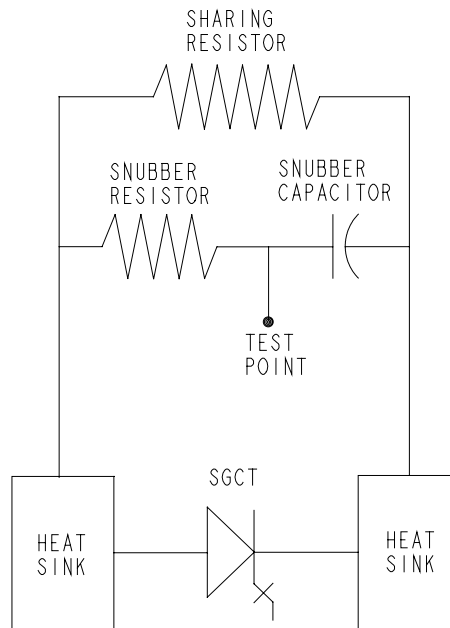 SHARING
RESISTOR
SNUBBER
RESISTOR
SNUBBER
CAPACITOR
TEST
POINT
SGCT
HEAT
SINK
HEAT
SINK